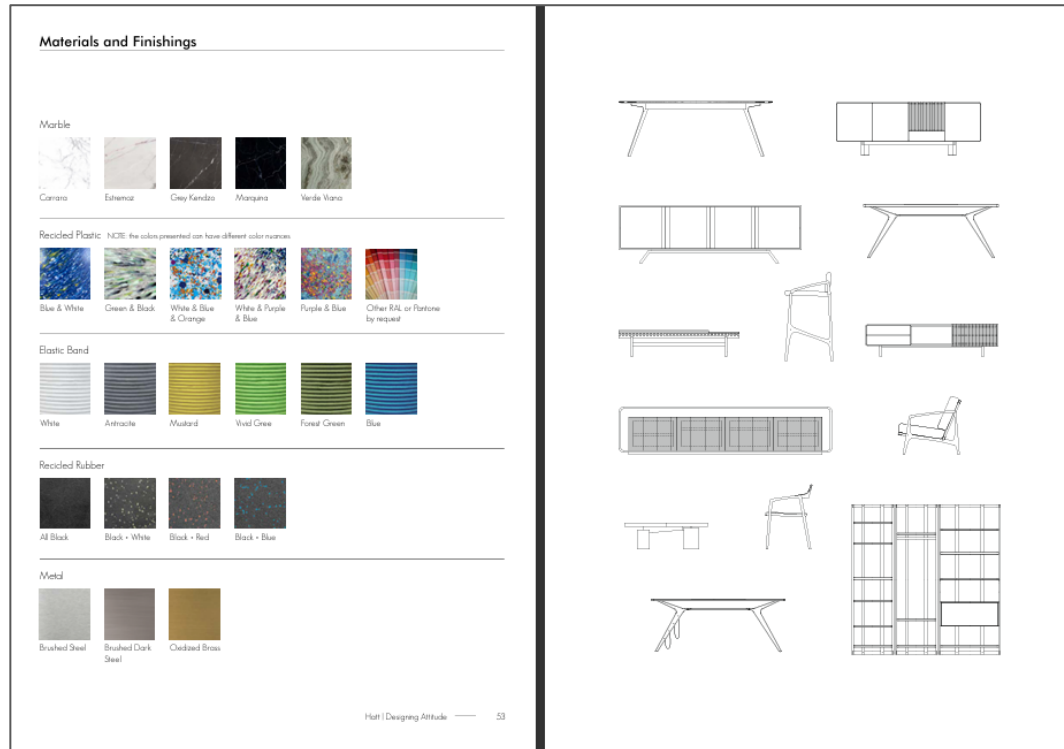 Materials and Finishings
Marble
Carrara
Estremoz
Grey Kendzo
Marquina
Verde Viano
Recicled Plastic NOTE: the colors presented can have different color nuances
Blue & White
Green & Black
White & Blue
& Orange
White & Purple
& Blue
Purple & Blue
Other RAL or Pantone
by request
Elastic Band
White
Antracite
Mustard
Vivid Gree
Forest Green
Blue
Recicled Rubber
All Black
Black + White
Black + Red
Black + Blue
Metal
Brushed Steel
Brushed Dark
Steel
Oxidized Brass
Hatt | Designing Attitude 53